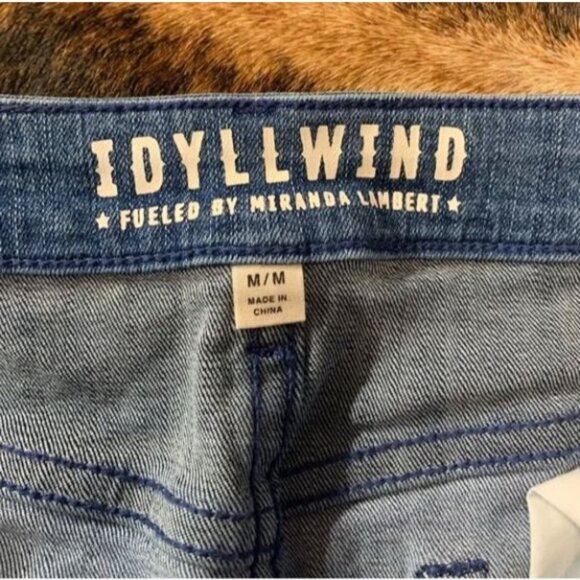 IDYLLWIND
★ FUELED BY MIRANDA LAMBERT ★
M/M
MADE IN
CHINA